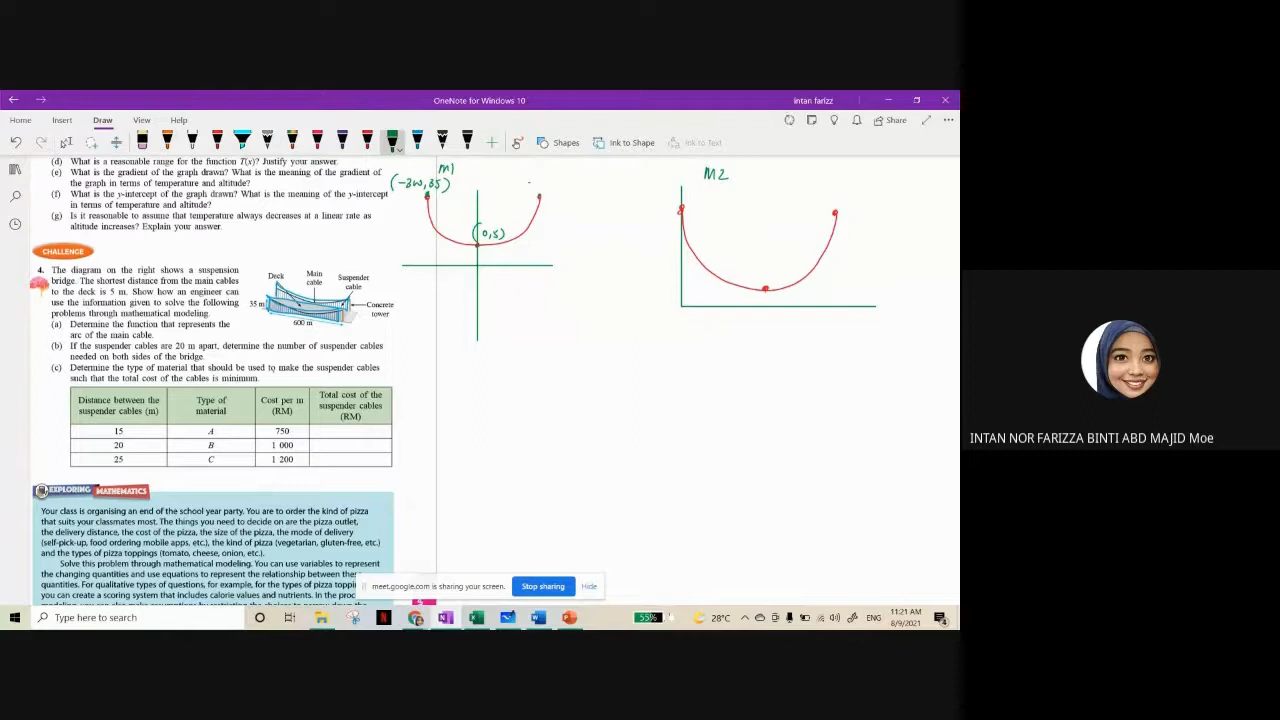 OneNote for Windows 10
intan farizz
Home Insert Draw View Help
Share
Shapes
Ink to Shape
Ink to Math
(d) What is a reasonable range for the function T(x)? Justify your answer.
(e) What is the gradient of the graph drawn? What is the meaning of the gradient of
the graph in terms of temperature and altitude?
(f) What is the y-intercept of the graph drawn? What is the meaning of the y-intercept
in terms of temperature and altitude?
(g) Is it reasonable to assume that temperature always decreases at a linear rate as
altitude increases? Explain your answer.
CHALLENGE
4. The diagram on the right shows a suspension
bridge. The shortest distance from the main cables
to the deck is 5 m. Show how an engineer can
use the information given to solve the following
problems through mathematical modeling.
Deck
Main
cable
Suspender
cable
35 m
Concrete
tower
600 m
(a) Determine the function that represents the
arc of the main cable.
(b) If the suspender cables are 20 m apart, determine the number of suspender cables
needed on both sides of the bridge.
(c) Determine the type of material that should be used to make the suspender cables
such that the total cost of the cables is minimum.
Distance between the
suspender cables (m)
Type of
material
Cost per m
(RM)
Total cost of the
suspender cables
(RM)
15 A 750
20 B 1 000
25 C 1 200
EXPLORING MATHEMATICS
Your class is organising an end of the school year party. You are to order the kind of pizza
that suits your classmates most. The things you need to decide on are the pizza outlet,
the delivery distance, the cost of the pizza, the size of the pizza, the mode of delivery
(self-pick-up, food ordering mobile apps, etc.), the kind of pizza (vegetarian, gluten-free, etc.)
and the types of pizza toppings (tomato, cheese, onion, etc.).
Solve this problem through mathematical modeling. You can use variables to represent
the changing quantities and use equations to represent the relationship between these
quantities. For qualitative types of questions, for example, for the types of pizza topping
you can create a scoring system that includes calorie values and nutrients. In the
M1
(-300,35)
(0,5)
M2
meet.google.com is sharing your screen.
Stop sharing
Hide
Type here to search
55%
28°C
ENG
11:21 AM
8/9/2021
INTAN NOR FARIZZA BINTI ABD MAJID Moe